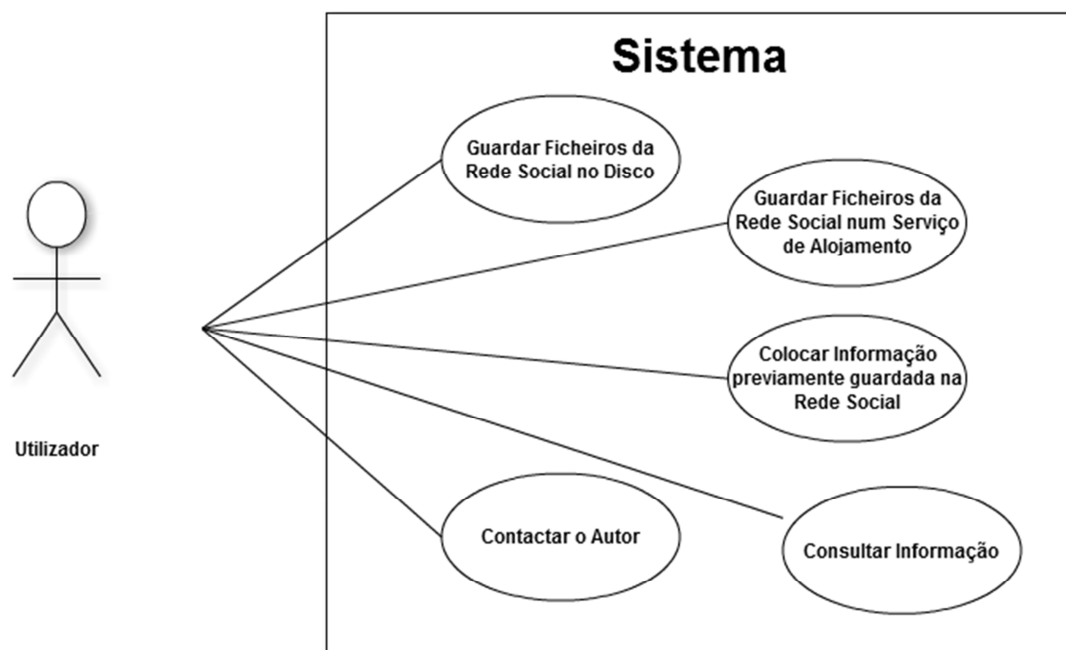 Sistema
Guardar Ficheiros da
Rede Social no Disco
Guardar Ficheiros da
Rede Social num Serviço
de Alojamento
Colocar Informação
previamente guardada na
Rede Social
Utilizador
Contactar o Autor
Consultar Informação